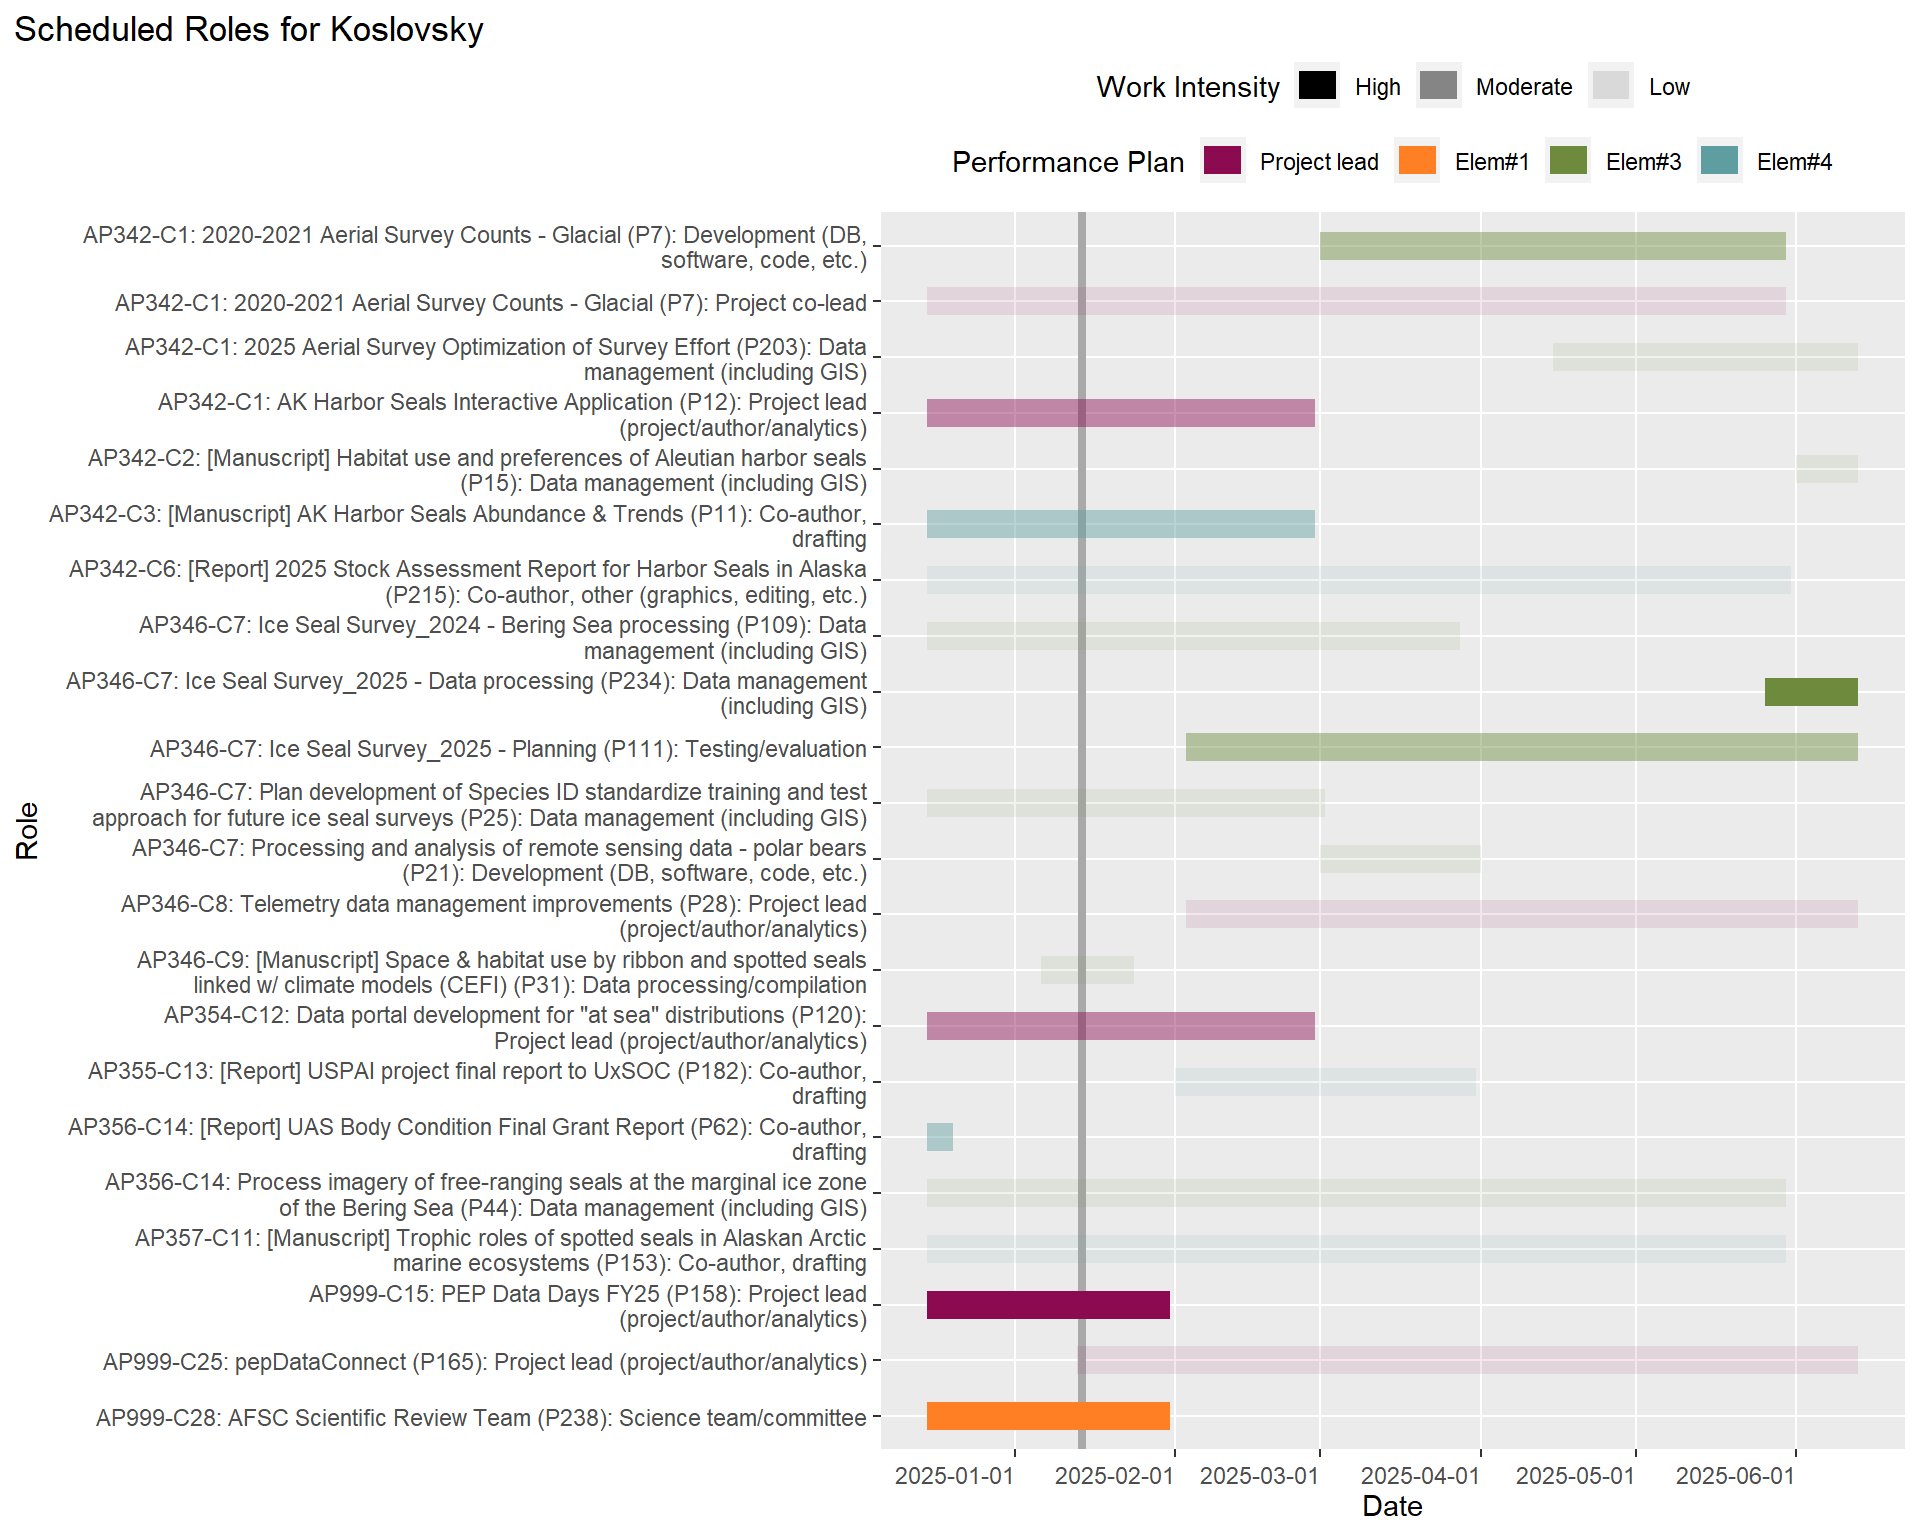 Scheduled Roles for Koslovsky
Work Intensity High Moderate Low
Performance Plan Project lead Elem#1 Elem#3 Elem#4
AP342-C1: 2020-2021 Aerial Survey Counts - Glacial (P7): Development (DB,
software, code, etc.)
AP342-C1: 2020-2021 Aerial Survey Counts - Glacial (P7): Project co-lead
AP342-C1: 2025 Aerial Survey Optimization of Survey Effort (P203): Data
management (including GIS)
AP342-C1: AK Harbor Seals Interactive Application (P12): Project lead
(project/author/analytics)
AP342-C2: [Manuscript] Habitat use and preferences of Aleutian harbor seals
(P15): Data management (including GIS)
AP342-C3: [Manuscript] AK Harbor Seals Abundance & Trends (P11): Co-author,
drafting
AP342-C6: [Report] 2025 Stock Assessment Report for Harbor Seals in Alaska
(P215): Co-author, other (graphics, editing, etc.)
AP346-C7: Ice Seal Survey_2024 - Bering Sea processing (P109): Data
management (including GIS)
AP346-C7: Ice Seal Survey_2025 - Data processing (P234): Data management
(including GIS)
AP346-C7: Ice Seal Survey_2025 - Planning (P111): Testing/evaluation
AP346-C7: Plan development of Species ID standardize training and test
approach for future ice seal surveys (P25): Data management (including GIS)
AP346-C7: Processing and analysis of remote sensing data - polar bears
(P21): Development (DB, software, code, etc.)
AP346-C8: Telemetry data management improvements (P28): Project lead
(project/author/analytics)
AP346-C9: [Manuscript] Space & habitat use by ribbon and spotted seals
linked w/ climate models (CEFI) (P31): Data processing/compilation
AP354-C12: Data portal development for "at sea" distributions (P120):
Project lead (project/author/analytics)
AP355-C13: [Report] USPAI project final report to UxSOC (P182): Co-author,
drafting
AP356-C14: [Report] UAS Body Condition Final Grant Report (P62): Co-author,
drafting
AP356-C14: Process imagery of free-ranging seals at the marginal ice zone
of the Bering Sea (P44): Data management (including GIS)
AP357-C11: [Manuscript] Trophic roles of spotted seals in Alaskan Arctic
marine ecosystems (P153): Co-author, drafting
AP999-C15: PEP Data Days FY25 (P158): Project lead
(project/author/analytics)
AP999-C25: pepDataConnect (P165): Project lead (project/author/analytics)
AP999-C28: AFSC Scientific Review Team (P238): Science team/committee
Role
2025-01-01 2025-02-01 2025-03-01 2025-04-01 2025-05-01 2025-06-01
Date